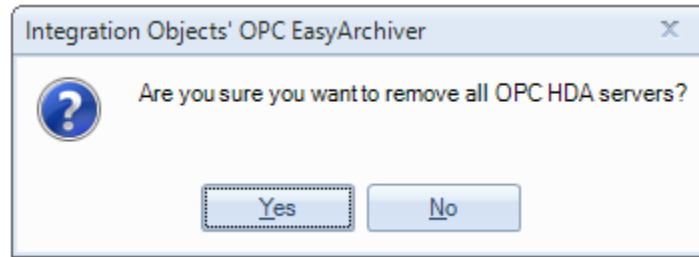 Integration Objects' OPC EasyArchiver
Are you sure you want to remove all OPC HDA servers?
Yes No